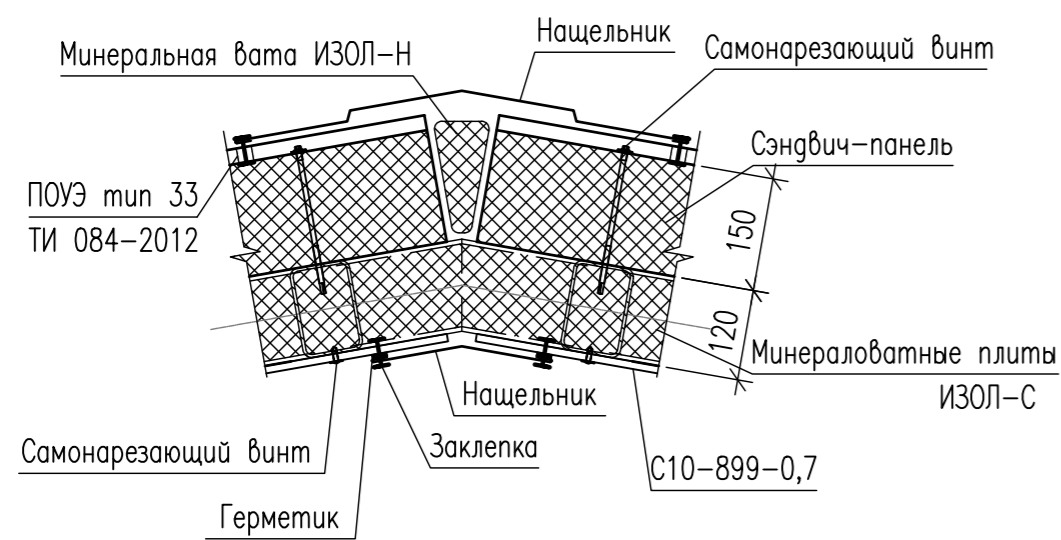 Нащельник
Самонарезающий винт
Минеральная вата ИЗОЛ-Н
Сэндвич-панель
ПОУЭ тип 33
ТИ 084-2012
150
120
Минераловатные плиты
ИЗОЛ-С
Нащельник
Самонарезающий винт
Заклепка
С10-899-0,7
Герметик